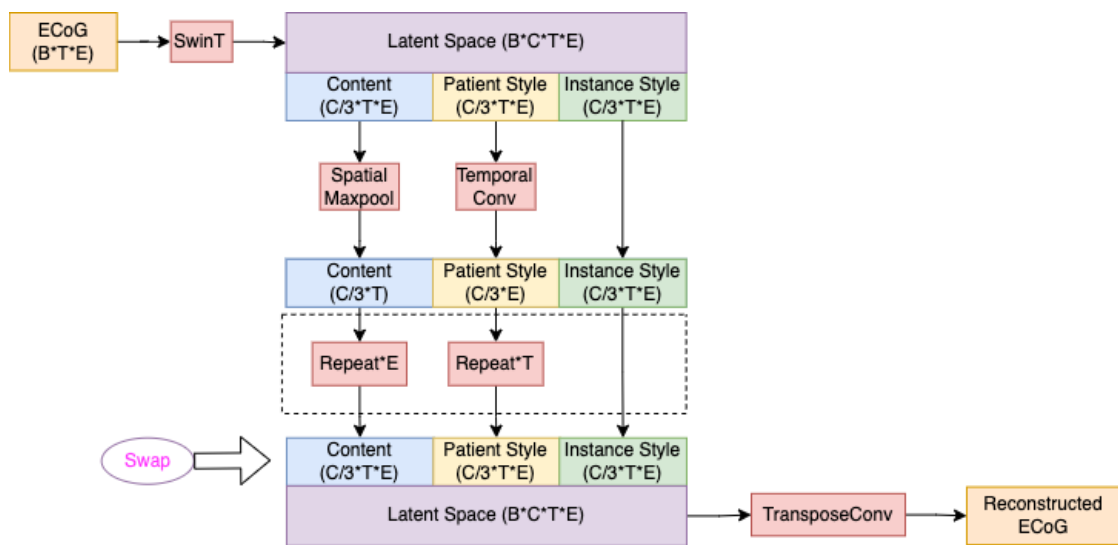 ECoG
(B*T*E)
SwinT
Latent Space (B*C*T*E)
Content
(C/3*T*E)
Patient Style
(C/3*T*E)
Instance Style
(C/3*T*E)
Spatial
Maxpool
Temporal
Conv
Content
(C/3*T)
Patient Style
(C/3*E)
Instance Style
(C/3*T*E)
Repeat*E
Repeat*T
Swap
Content
(C/3*T*E)
Patient Style
(C/3*T*E)
Instance Style
(C/3*T*E)
Latent Space (B*C*T*E)
TransposeConv
Reconstructed
ECoG